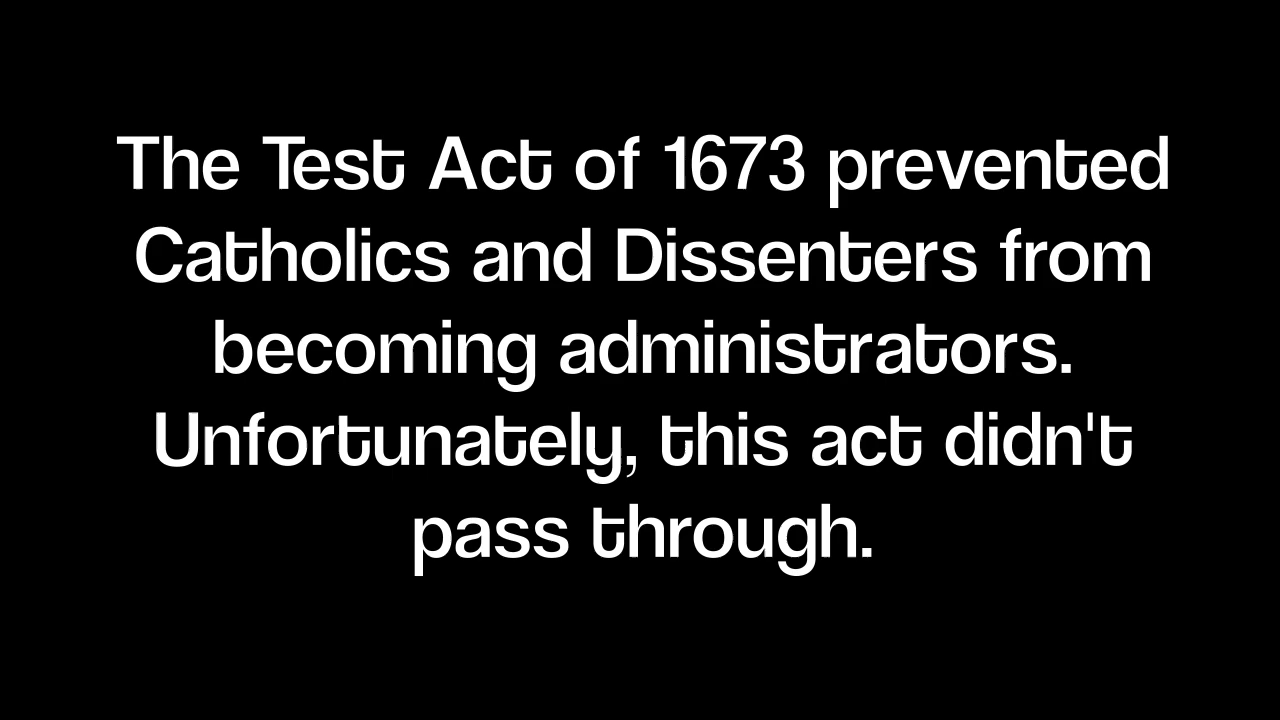 The Test Act of 1673 prevented
Catholics and Dissenters from
becoming administrators.
Unfortunately, this act didn't
pass through.